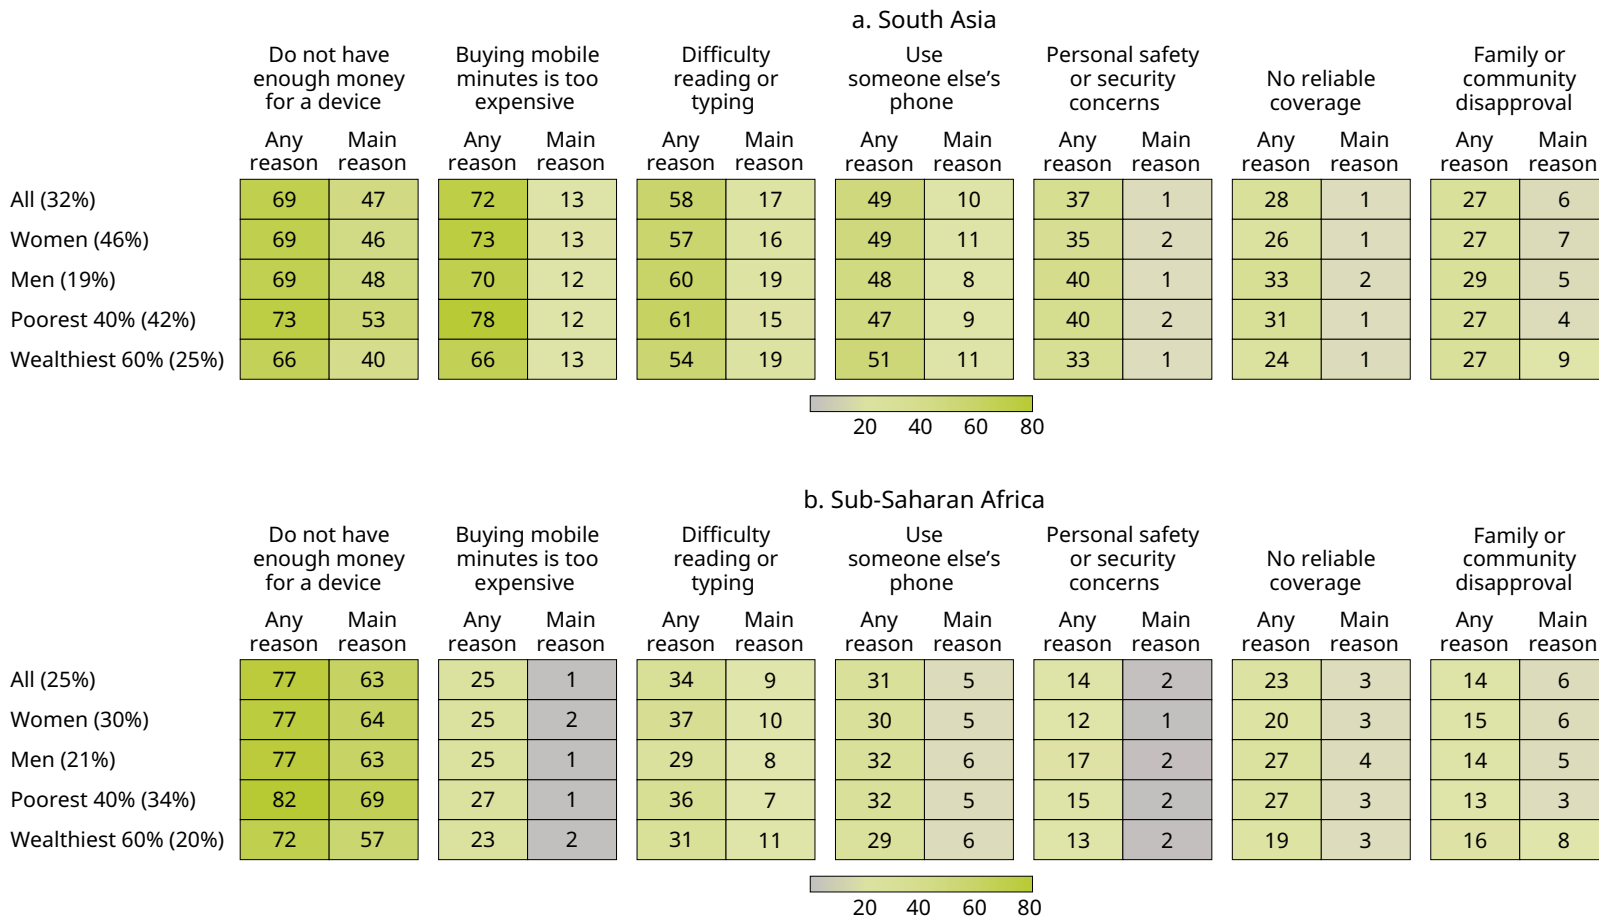 a. South Asia
Do not have
enough money
for a device
Buying mobile
minutes is too
expensive
Difficulty
reading or
typing
Use
someone else’s
phone
Personal safety
or security
concerns
No reliable
coverage
Family or
community
disapproval
Any reason Main reason Any reason Main reason Any reason Main reason Any reason Main reason Any reason Main reason Any reason Main reason Any reason Main reason
All (32%) 69 47 72 13 58 17 49 10 37 1 28 1 27 6
Women (46%) 69 46 73 13 57 16 49 11 35 2 26 1 27 7
Men (19%) 69 48 70 12 60 19 48 8 40 1 33 2 29 5
Poorest 40% (42%) 73 53 78 12 61 15 47 9 40 2 31 1 27 4
Wealthiest 60% (25%) 66 40 66 13 54 19 51 11 33 1 24 1 27 9
20 40 60 80
b. Sub-Saharan Africa
Do not have
enough money
for a device
Buying mobile
minutes is too
expensive
Difficulty
reading or
typing
Use
someone else’s
phone
Personal safety
or security
concerns
No reliable
coverage
Family or
community
disapproval
Any reason Main reason Any reason Main reason Any reason Main reason Any reason Main reason Any reason Main reason Any reason Main reason Any reason Main reason
All (25%) 77 63 25 1 34 9 31 5 14 2 23 3 14 6
Women (30%) 77 64 25 2 37 10 30 5 12 1 20 3 15 6
Men (21%) 77 63 25 1 29 8 32 6 17 2 27 4 14 5
Poorest 40% (34%) 82 69 27 1 36 7 32 5 15 2 27 3 13 3
Wealthiest 60% (20%) 72 57 23 2 31 11 29 6 13 2 19 3 16 8
20 40 60 80